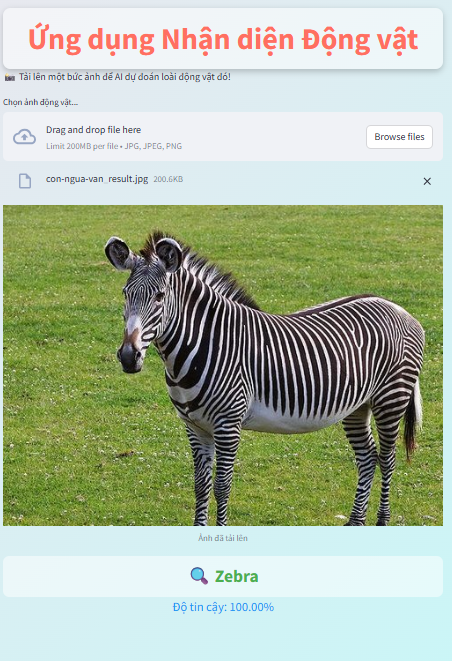 Ứng dụng Nhận diện Động vật
Tải lên một bức ảnh để AI dự đoán loài động vật đó!
Chọn ảnh động vật...
Drag and drop file here
Limit 200MB per file • JPG, JPEG, PNG
Browse files
con-ngua-van_result.jpg 200.6KB
Ảnh đã tải lên
Zebra
Độ tin cậy: 100.00%